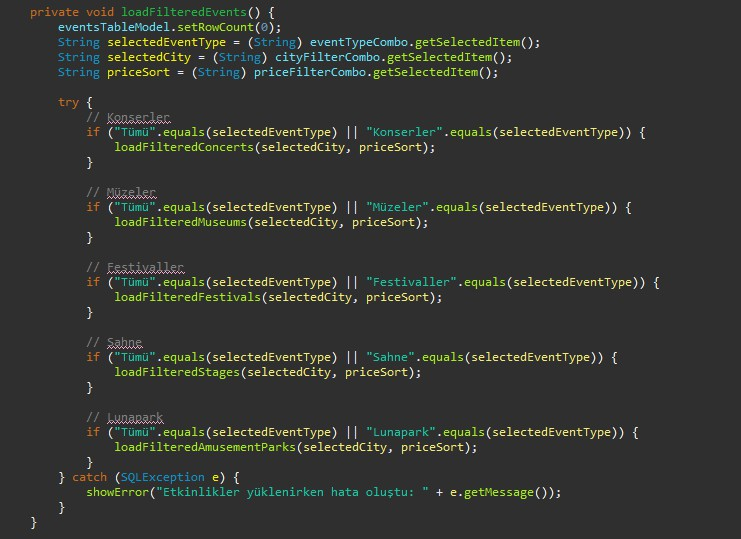 private void loadFilteredEvents() {
eventsTableModel.setRowCount(0);
String selectedEventType = (String) eventTypeCombo.getSelectedItem();
String selectedCity = (String) cityFilterCombo.getSelectedItem();
String priceSort = (String) priceFilterCombo.getSelectedItem();
try {
// Konserler
if ("Tümü".equals(selectedEventType) || "Konserler".equals(selectedEventType)) {
loadFilteredConcerts(selectedCity, priceSort);
}
// Müzeler
if ("Tümü".equals(selectedEventType) || "Müzeler".equals(selectedEventType)) {
loadFilteredMuseums(selectedCity, priceSort);
}
// Festivaller
if ("Tümü".equals(selectedEventType) || "Festivaller".equals(selectedEventType)) {
loadFilteredFestivals(selectedCity, priceSort);
}
// Sahne
if ("Tümü".equals(selectedEventType) || "Sahne".equals(selectedEventType)) {
loadFilteredStages(selectedCity, priceSort);
}
// Lunapark
if ("Tümü".equals(selectedEventType) || "Lunapark".equals(selectedEventType)) {
loadFilteredAmusementParks(selectedCity, priceSort);
}
} catch (SQLException e) {
showError("Etkinlikler yüklenirken hata oluştu: " + e.getMessage());
}
}